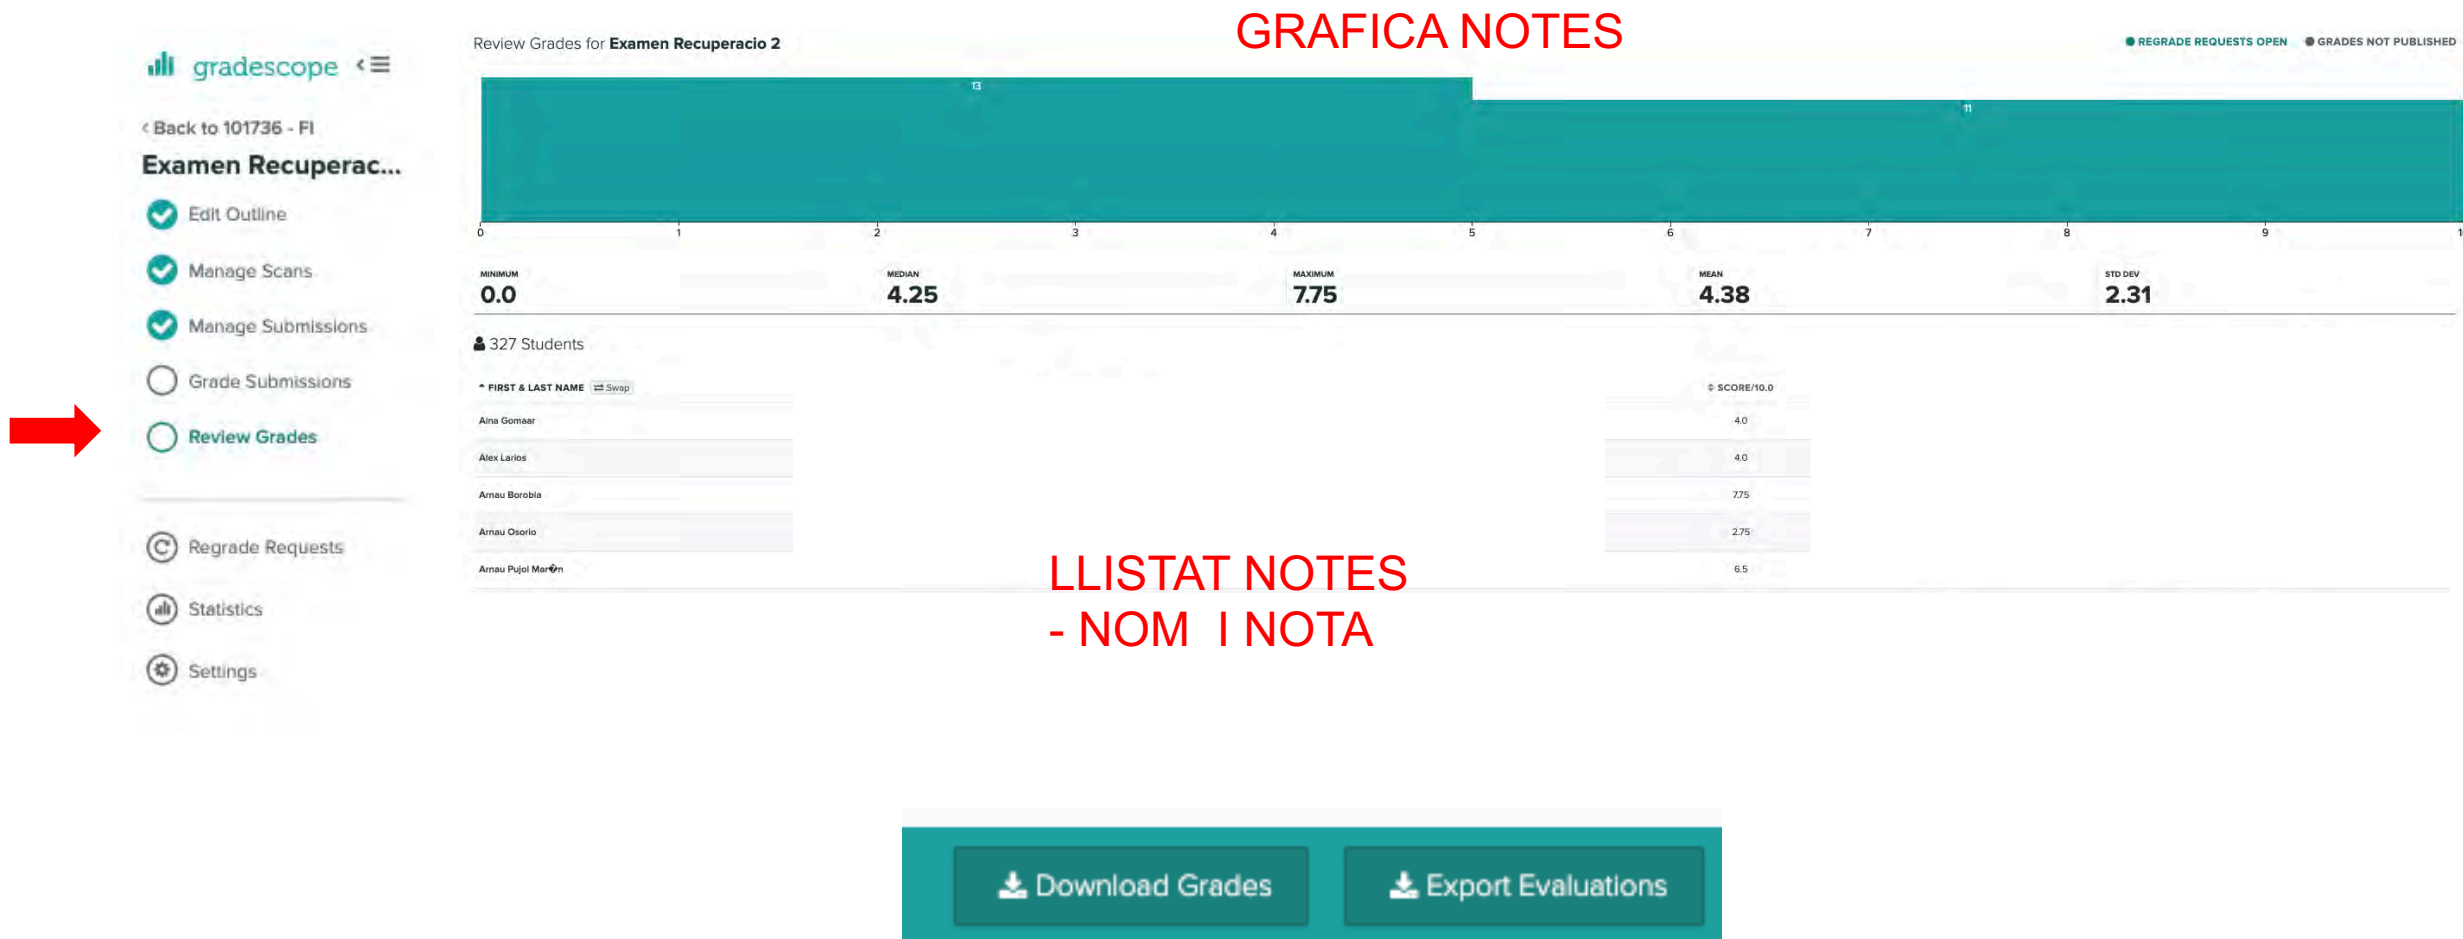 GRAFICA NOTES
gradescope
Review Grades for Examen Recuperacio 2
REGRADE REQUESTS OPEN GRADES NOT PUBLISHED
Back to 101736 - FI
Examen Recuperac...
Edit Outline
Manage Scans
Manage Submissions
Grade Submissions
Review Grades
Regrade Requests
Statistics
Settings
13
11
0 1 2 3 4 5 6 7 8 9 1
MINIMUM MEDIAN MAXIMUM MEAN STD DEV
0.0 4.25 7.75 4.38 2.31
327 Students
FIRST & LAST NAME Swap SCORE/10.0
Aina Gomaar 4.0
Alex Larios 4.0
Arnau Borobia 7.75
Arnau Osorio 2.75
Arnau Pujol Mar�n 6.5
LLISTAT NOTES
- NOM I NOTA
Download Grades Export Evaluations